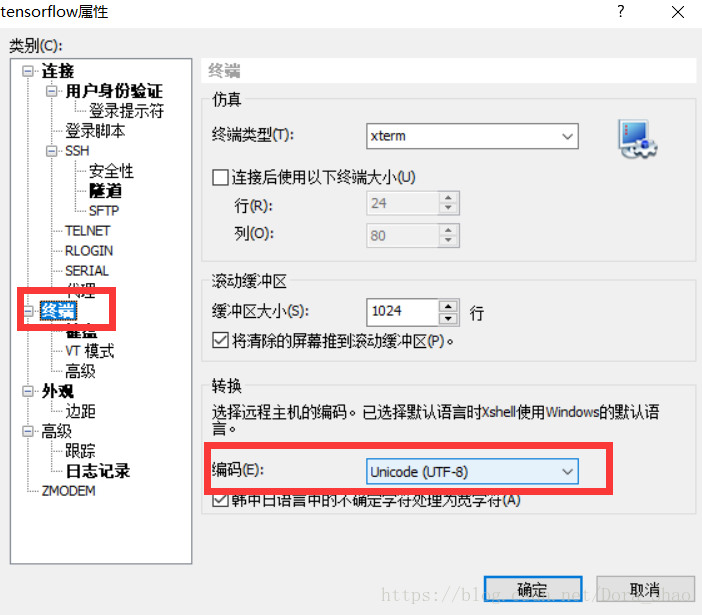 tensorflow属性
类别(C):
连接
用户身份验证
登录提示符
登录脚本
SSH
安全性
隧道
SFTP
TELNET
RLOGIN
SERIAL
代理
终端
键盘
VT 模式
高级
外观
边距
高级
跟踪
日志记录
ZMODEM
终端
仿真
终端类型(T):
xterm
连接后使用以下终端大小(U)
行(R):
24
列(O):
80
滚动缓冲区
缓冲区大小(S):
1024
行
将清除的屏幕推到滚动缓冲区(P)。
转换
选择远程主机的编码。已选择默认语言时Xshell使用Windows的默认语
言。
编码(E):
Unicode (UTF-8)
韩中日语言中的不确定字符处理为宽字符(A)
确定
取消